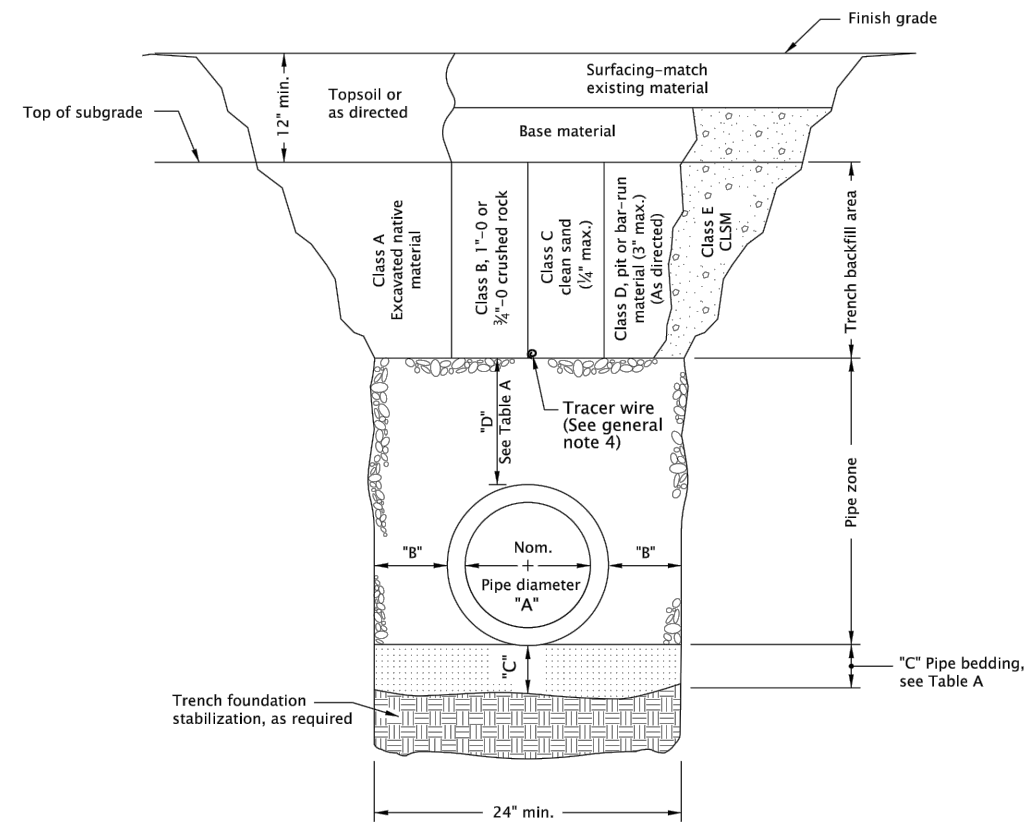 Finish grade
Surfacing-match
existing material
Topsoil or
as directed
12" min.
Top of subgrade
Base material
Class A
Excavated native
material
Class B, 1"-0 or
¾"-0 crushed rock
Class C
clean sand
(¼" max.)
Class D, pit or bar-run
material (3" max.)
(As directed)
Class E
CLSM
Trench backfill area
"D"
See Table A
Tracer wire
(See general
note 4)
Pipe zone
"B"
Nom.
"B"
Pipe diameter
"A"
"C"
"C" Pipe bedding,
see Table A
Trench foundation
stabilization, as required
24" min.